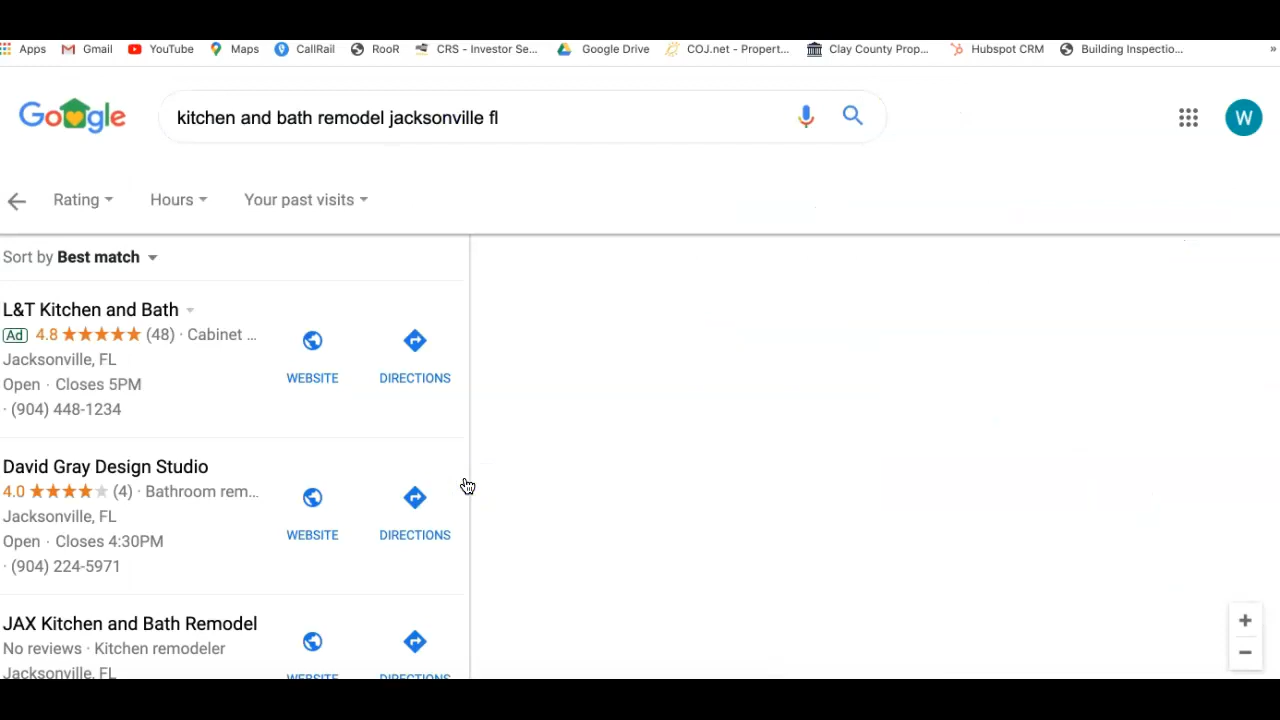 Apps Gmail YouTube Maps CallRail RooR CRS - Investor Se... Google Drive COJ.net - Propert... Clay County Prop... Hubspot CRM Building Inspectio... »
Google kitchen and bath remodel jacksonville fl W
Rating Hours Your past visits
Sort by Best match
L&T Kitchen and Bath
Ad 4.8 (48) · Cabinet ...
Jacksonville, FL
Open · Closes 5PM
WEBSITE DIRECTIONS
· (904) 448-1234
David Gray Design Studio
4.0 (4) · Bathroom rem...
Jacksonville, FL
Open · Closes 4:30PM
WEBSITE DIRECTIONS
· (904) 224-5971
JAX Kitchen and Bath Remodel
No reviews · Kitchen remodeler
Jacksonville, FL
WEBSITE DIRECTIONS